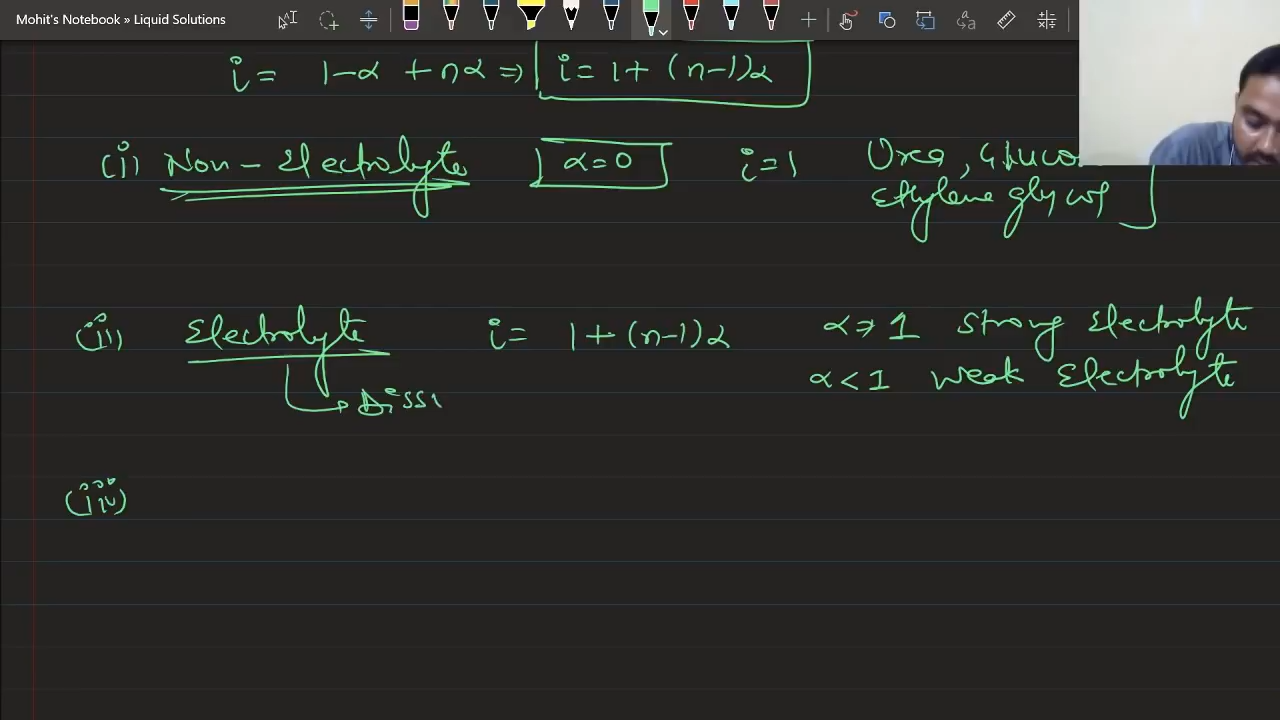 Mohit's Notebook » Liquid Solutions
i = 1-α + nα ⇒ i = 1 + (n-1)α
(i) Non-Electrolyte α=0 i=1 Urea,
Ethylene glycol
(ii) Electrolyte i = 1+(n-1)α α → 1 Strong Electrolyte
α < 1 Weak Electrolyte
→ Dissi
(iii)